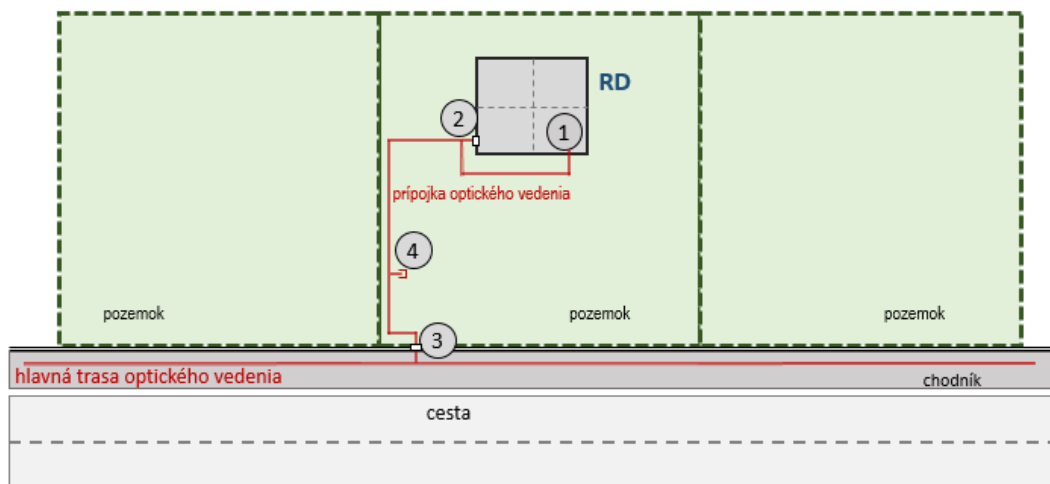 RD
2
1
prípojka optického vedenia
4
pozemok
pozemok
pozemok
3
hlavná trasa optického vedenia
chodník
cesta